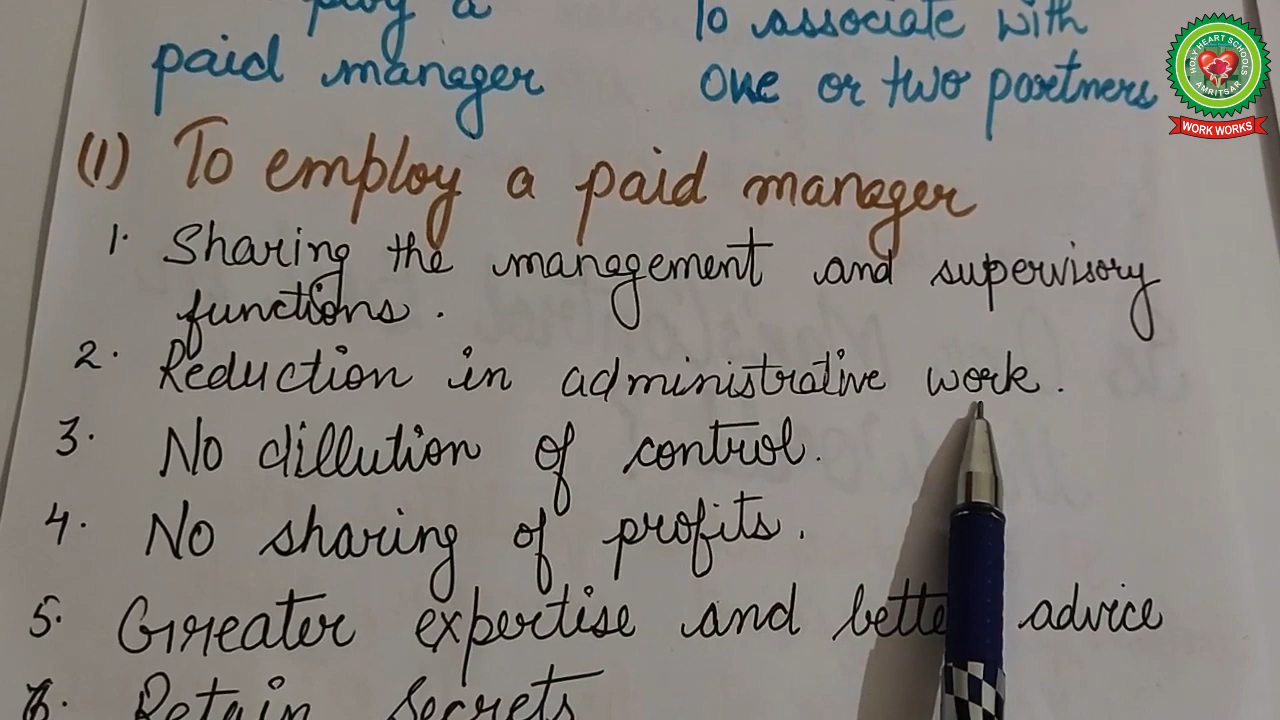 paid manager
To associate with
one or two partners
(1) To employ a paid manager
1. Sharing the management and supervisory
functions.
2. Reduction in administrative work.
3. No dillution of control.
4. No sharing of profits.
5. Greater expertise and better advice
6. Retain secrets
HOLY HEART SCHOOLS
AMRITSAR
WORK WORKS